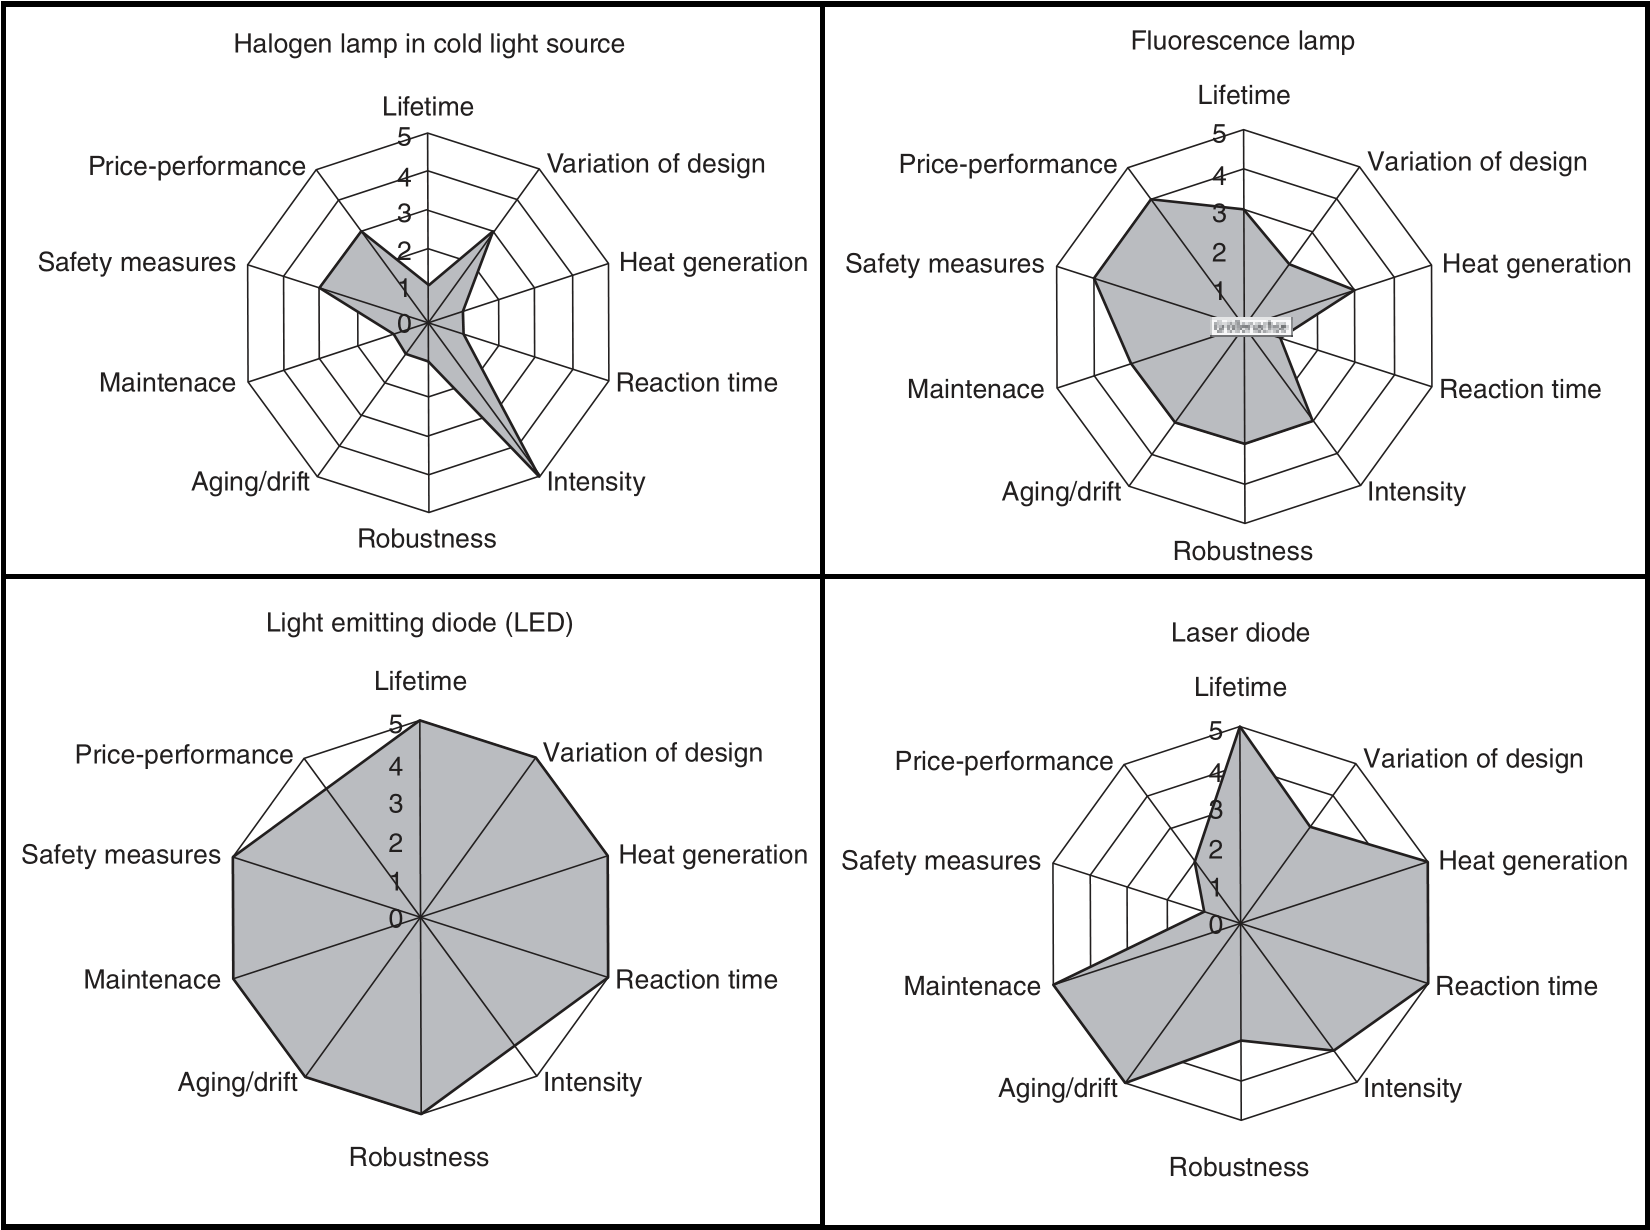 Halogen lamp in cold light source
Lifetime
5
Price-performance
Variation of design
4
3
Safety measures
Heat generation
2
1
0
Maintenace
Reaction time
Aging/drift
Intensity
Robustness
Fluorescence lamp
Lifetime
5
Price-performance
Variation of design
4
3
Safety measures
Heat generation
2
1
Größenachse
Maintenace
Reaction time
Aging/drift
Intensity
Robustness
Light emitting diode (LED)
Lifetime
5
Price-performance
Variation of design
4
3
Safety measures
Heat generation
2
1
0
Maintenace
Reaction time
Aging/drift
Intensity
Robustness
Laser diode
Lifetime
5
Price-performance
Variation of design
4
3
Safety measures
Heat generation
2
1
0
Maintenace
Reaction time
Aging/drift
Intensity
Robustness